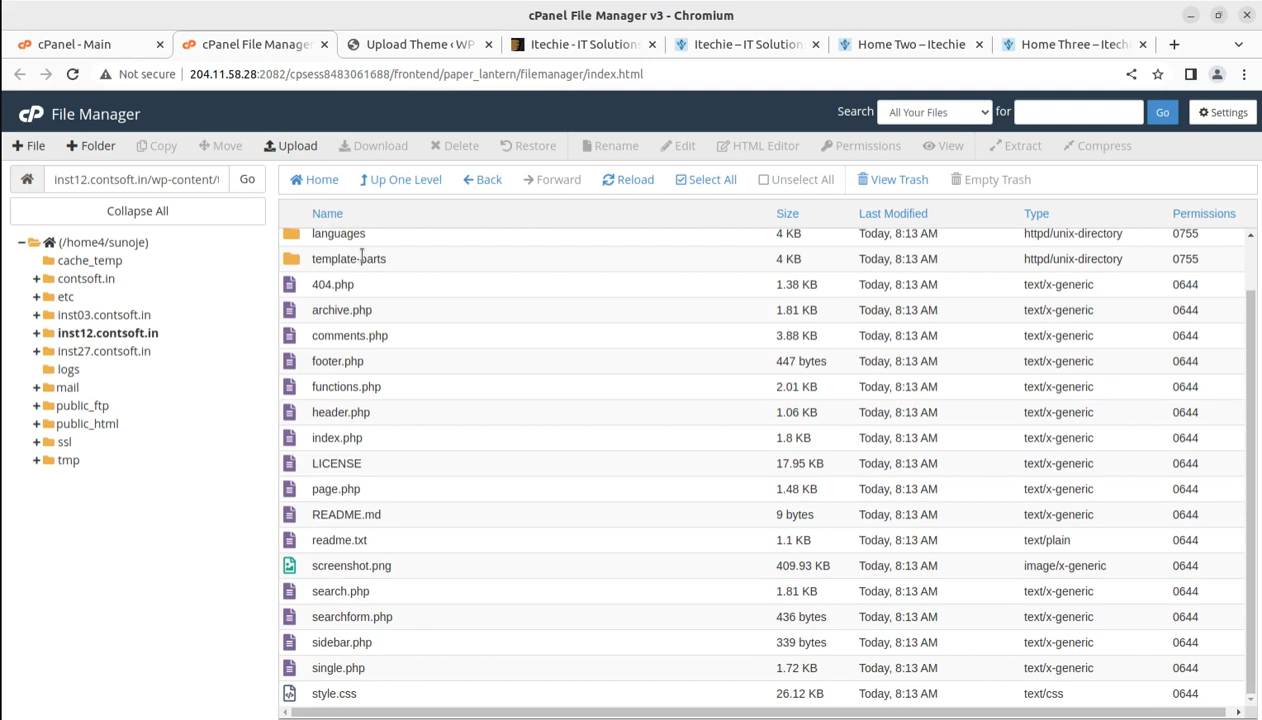 cPanel File Manager v3 - Chromium
cPanel - Main
cPanel File Manager
Upload Theme ‹ WP
Itechie - IT Solution
Itechie – IT Solution
Home Two – Itechie
Home Three – Itech
Not secure 204.11.58.28:2082/cpsess8483061688/frontend/paper_lantern/filemanager/index.html
cP File Manager
Search All Your Files for Go Settings
File Folder Copy Move Upload Download Delete Restore Rename Edit HTML Editor Permissions View Extract Compress
inst12.contsoft.in/wp-content/ Go Home Up One Level Back Forward Reload Select All Unselect All View Trash Empty Trash
Collapse All
(/home4/sunoje)
cache_temp
contsoft.in
etc
inst03.contsoft.in
inst12.contsoft.in
inst27.contsoft.in
logs
mail
public_ftp
public_html
ssl
tmp
Name Size Last Modified Type Permissions
languages 4 KB Today, 8:13 AM httpd/unix-directory 0755
template-parts 4 KB Today, 8:13 AM httpd/unix-directory 0755
404.php 1.38 KB Today, 8:13 AM text/x-generic 0644
archive.php 1.81 KB Today, 8:13 AM text/x-generic 0644
comments.php 3.88 KB Today, 8:13 AM text/x-generic 0644
footer.php 447 bytes Today, 8:13 AM text/x-generic 0644
functions.php 2.01 KB Today, 8:13 AM text/x-generic 0644
header.php 1.06 KB Today, 8:13 AM text/x-generic 0644
index.php 1.8 KB Today, 8:13 AM text/x-generic 0644
LICENSE 17.95 KB Today, 8:13 AM text/x-generic 0644
page.php 1.48 KB Today, 8:13 AM text/x-generic 0644
README.md 9 bytes Today, 8:13 AM text/x-generic 0644
readme.txt 1.1 KB Today, 8:13 AM text/plain 0644
screenshot.png 409.93 KB Today, 8:13 AM image/x-generic 0644
search.php 1.81 KB Today, 8:13 AM text/x-generic 0644
searchform.php 436 bytes Today, 8:13 AM text/x-generic 0644
sidebar.php 339 bytes Today, 8:13 AM text/x-generic 0644
single.php 1.72 KB Today, 8:13 AM text/x-generic 0644
style.css 26.12 KB Today, 8:13 AM text/css 0644